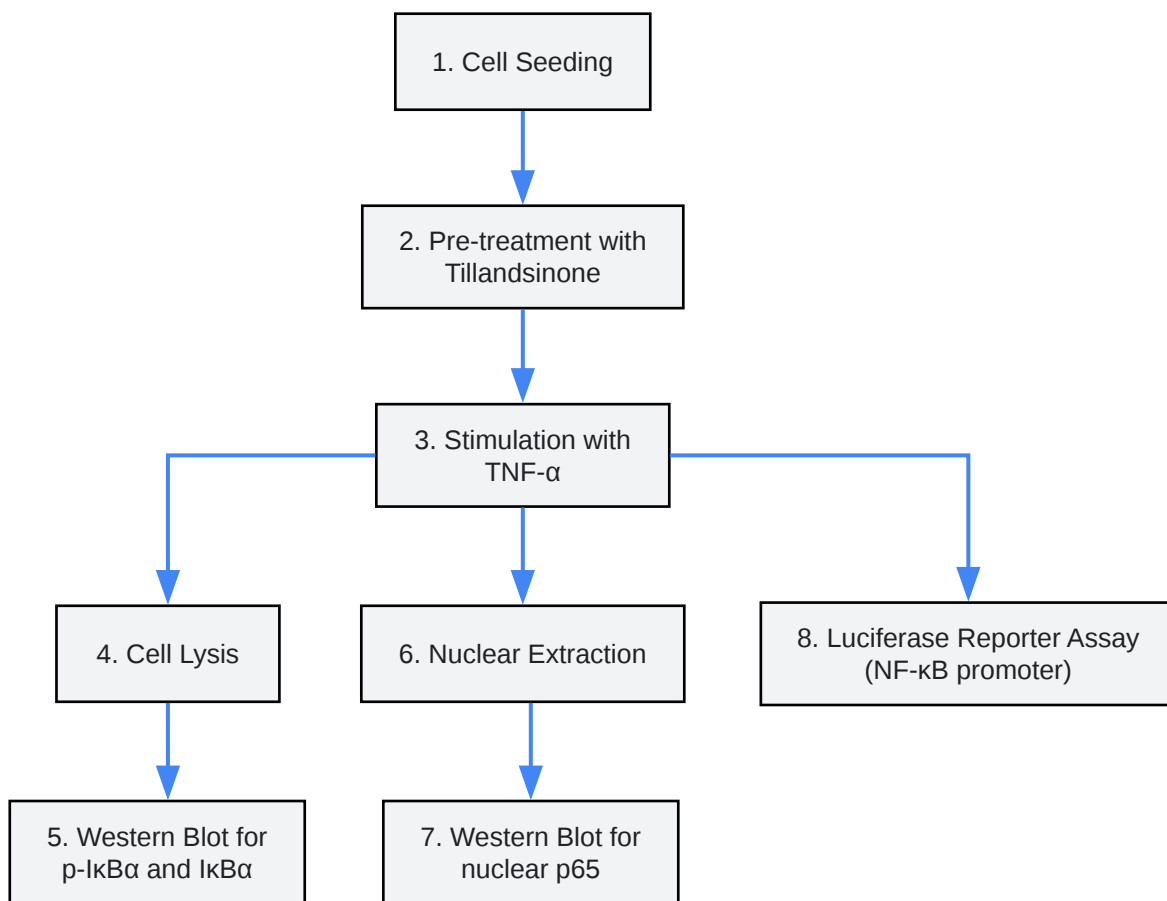 1. Cell Seeding
2. Pre-treatment with
Tillandsinone
3. Stimulation with
TNF-α
4. Cell Lysis
6. Nuclear Extraction
8. Luciferase Reporter Assay
(NF-κB promoter)
5. Western Blot for
p-IκBα and IκBα
7. Western Blot for
nuclear p65